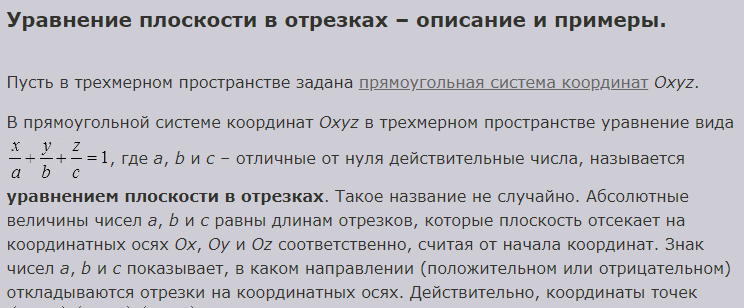 Уравнение плоскости в отрезках – описание и примеры.
Пусть в трехмерном пространстве задана прямоугольная система координат Oxyz.
В прямоугольной системе координат Oxyz в трехмерном пространстве уравнение вида
x/a + y/b + z/c = 1, где a, b и c – отличные от нуля действительные числа, называется
уравнением плоскости в отрезках. Такое название не случайно. Абсолютные
величины чисел a, b и c равны длинам отрезков, которые плоскость отсекает на
координатных осях Ox, Oy и Oz соответственно, считая от начала координат. Знак
чисел a, b и c показывает, в каком направлении (положительном или отрицательном)
откладываются отрезки на координатных осях. Действительно, координаты точек